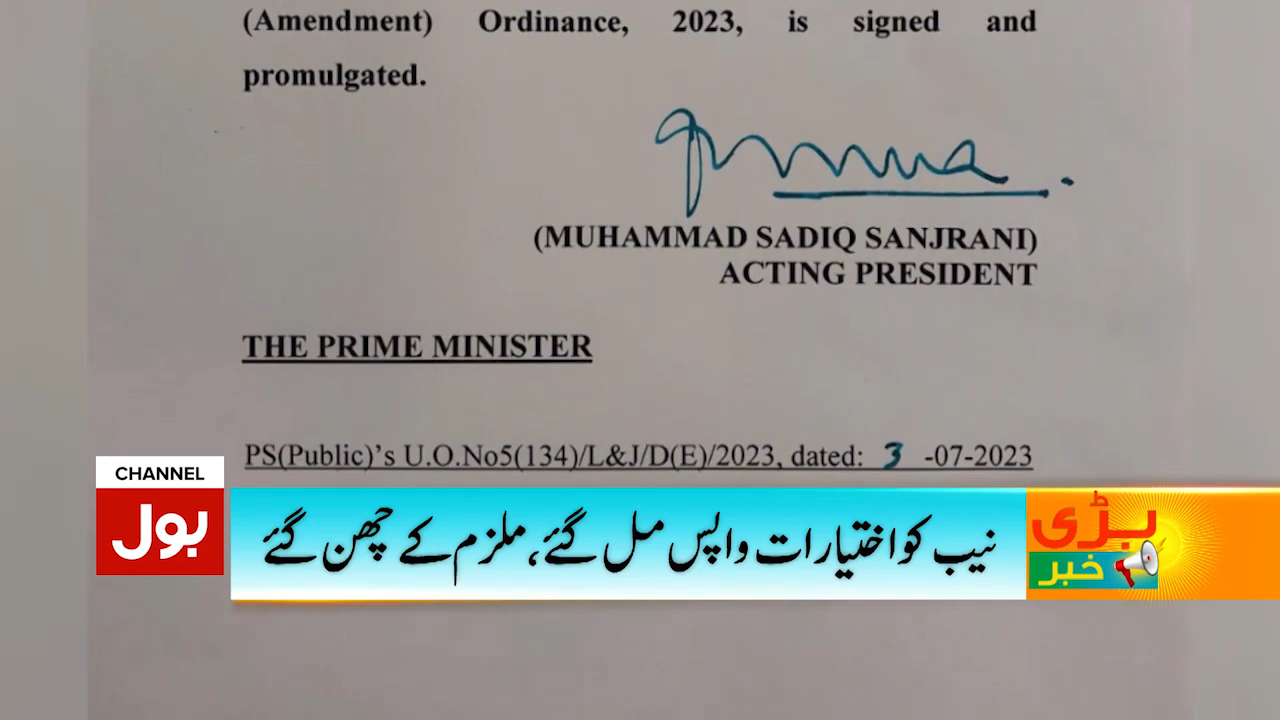 (Amendment) Ordinance, 2023, is signed and
promulgated.
(MUHAMMAD SADIQ SANJRANI)
ACTING PRESIDENT
THE PRIME MINISTER
PS(Public)’s U.O.No5(134)/L&J/D(E)/2023, dated: 3 -07-2023
CHANNEL
بول
نیب کو اختیارات واپس مل گئے، ملزم کے چھن گئے
بڑی
خبر